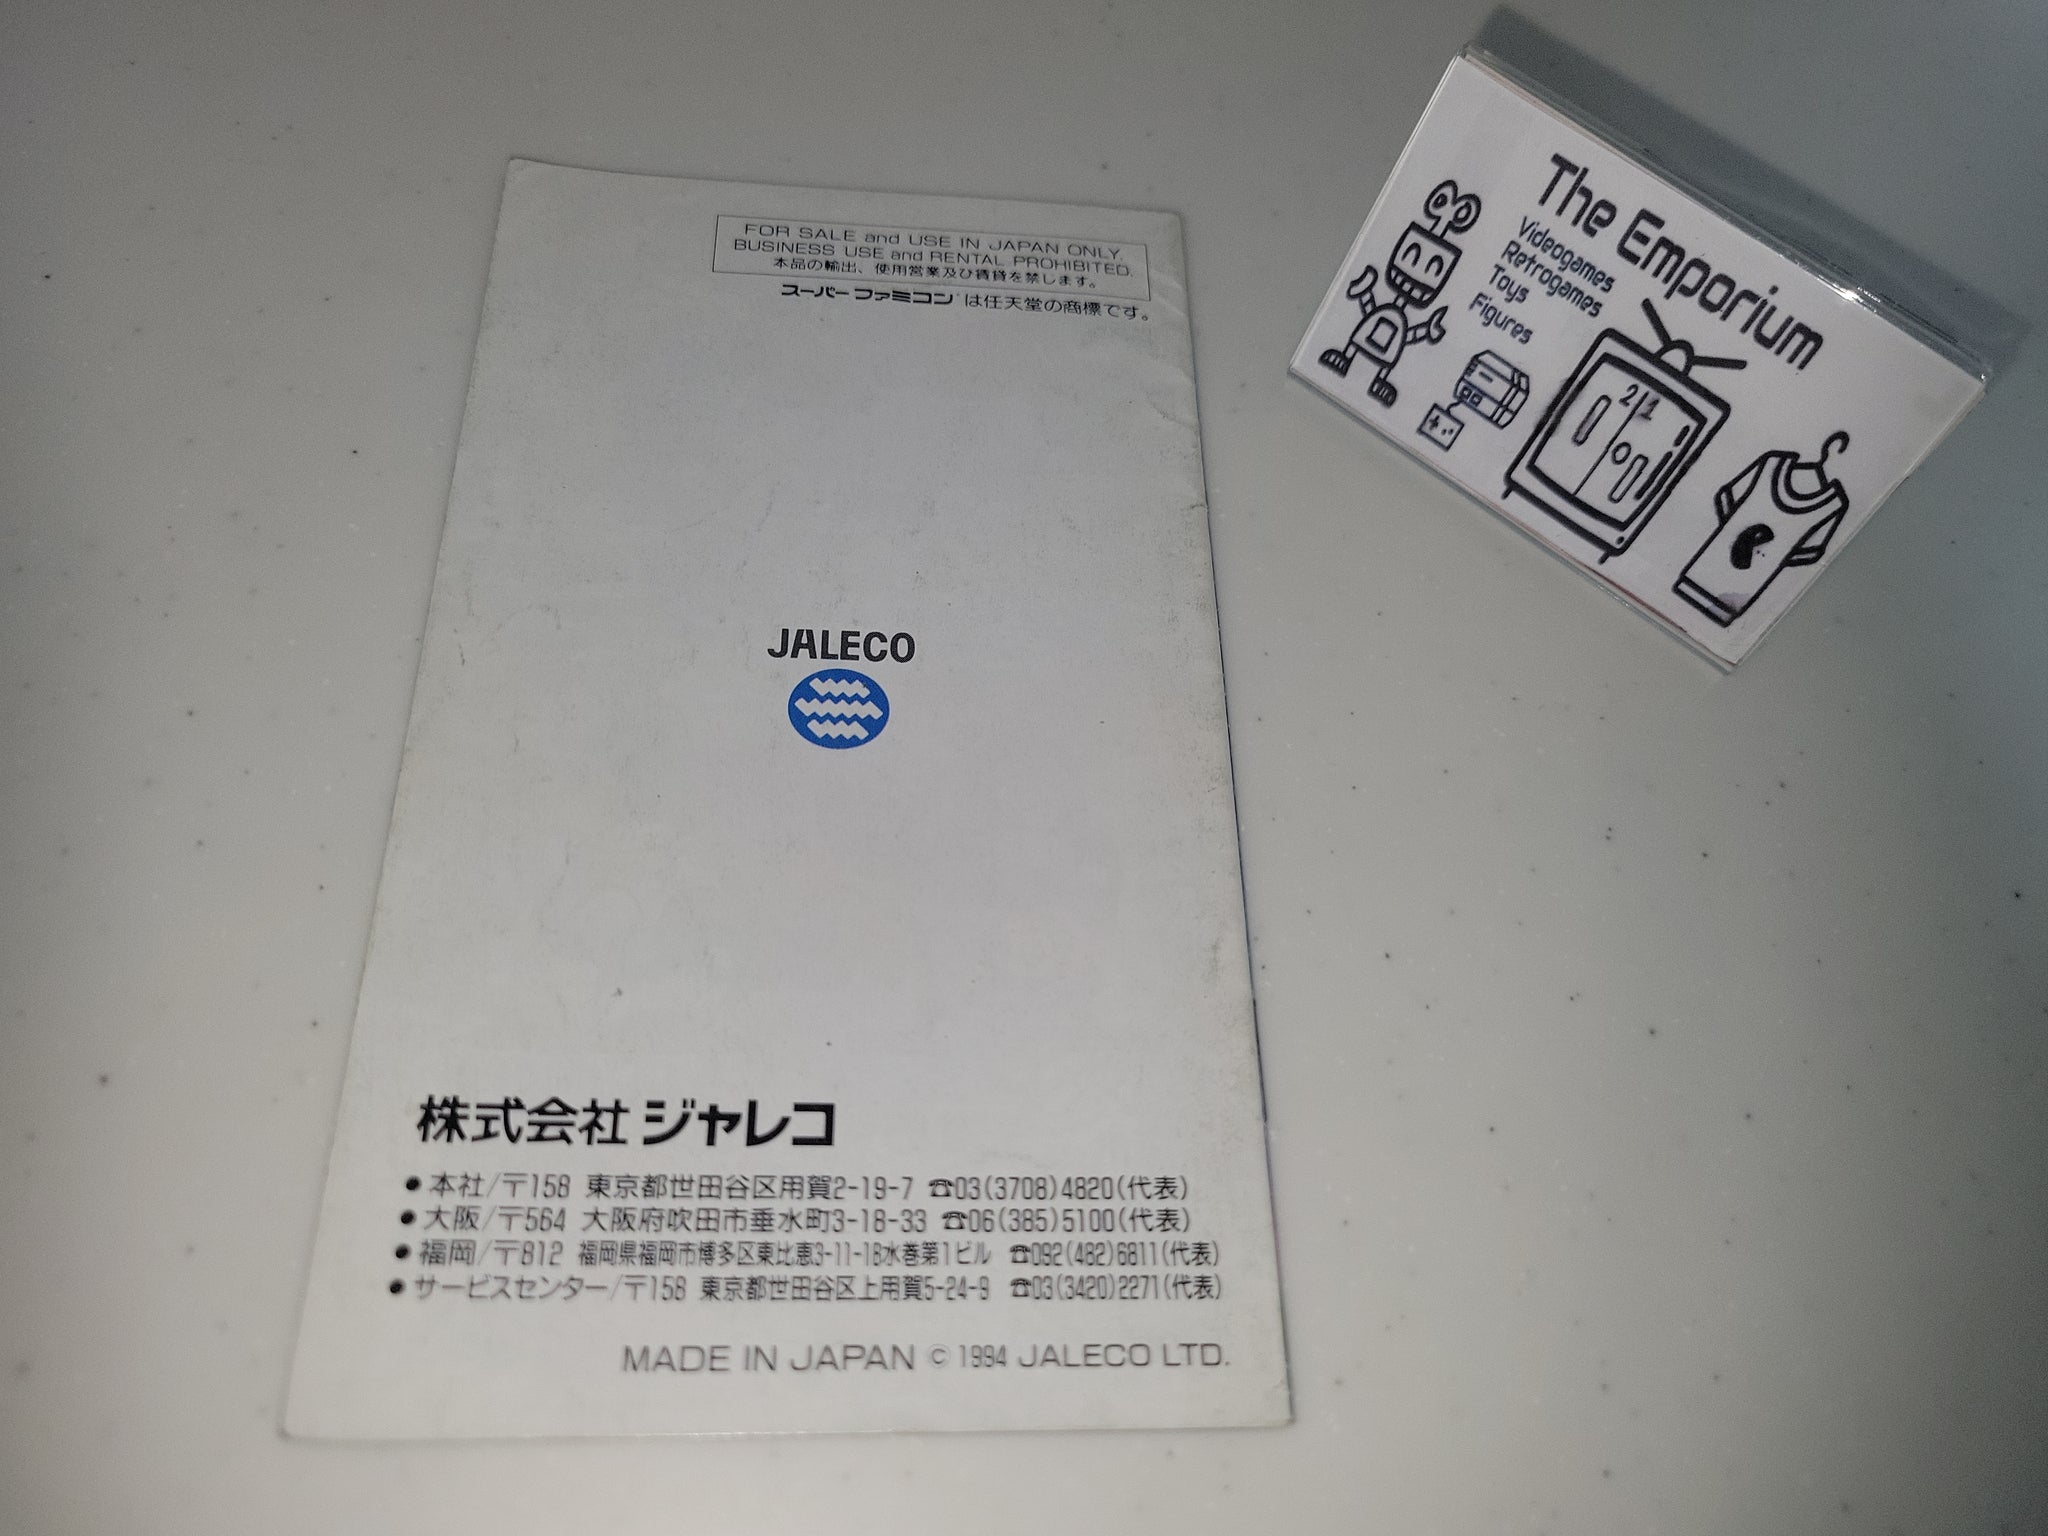 FOR SALE and USE IN JAPAN ONLY.
BUSINESS USE and RENTAL PROHIBITED.
本品の輸出、使用営業及び賃貸を禁じます。
スーパーファミコン は任天堂の商標です。
JALECO
株式会社 ジャレコ
●本社/〒158 東京都世田谷区用賀2-19-7 ☎03(3708)4820(代表)
●大阪/〒564 大阪府吹田市垂水町3-18-33 ☎06(385)5100(代表)
●福岡/〒812 福岡県福岡市博多区東比恵3-11-18水巻第1ビル ☎092(482)6811(代表)
●サービスセンター/〒158 東京都世田谷区上用賀5-24-9 ☎03(3420)2271(代表)
MADE IN JAPAN © 1994 JALECO LTD.
The Emporium
Videogames
Retrogames
Toys
Figures
21